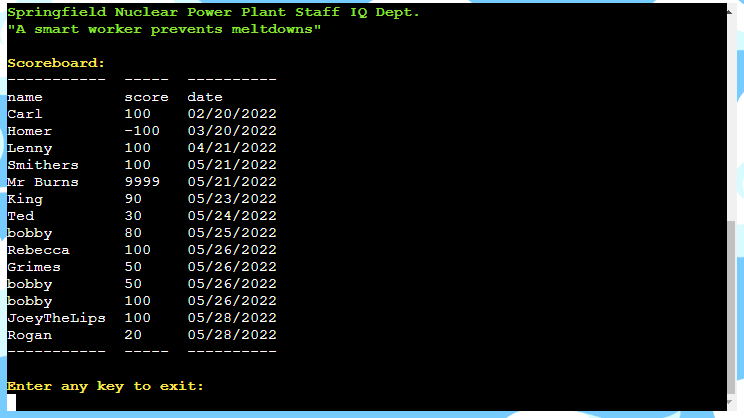 Springfield Nuclear Power Plant Staff IQ Dept.
"A smart worker prevents meltdowns"
Scoreboard:
----------- ----- ----------
name score date
Carl 100 02/20/2022
Homer -100 03/20/2022
Lenny 100 04/21/2022
Smithers 100 05/21/2022
Mr Burns 9999 05/21/2022
King 90 05/23/2022
Ted 30 05/24/2022
bobby 80 05/25/2022
Rebecca 100 05/26/2022
Grimes 50 05/26/2022
bobby 50 05/26/2022
bobby 100 05/26/2022
JoeyTheLips 100 05/28/2022
Rogan 20 05/28/2022
----------- ----- ----------
Enter any key to exit: